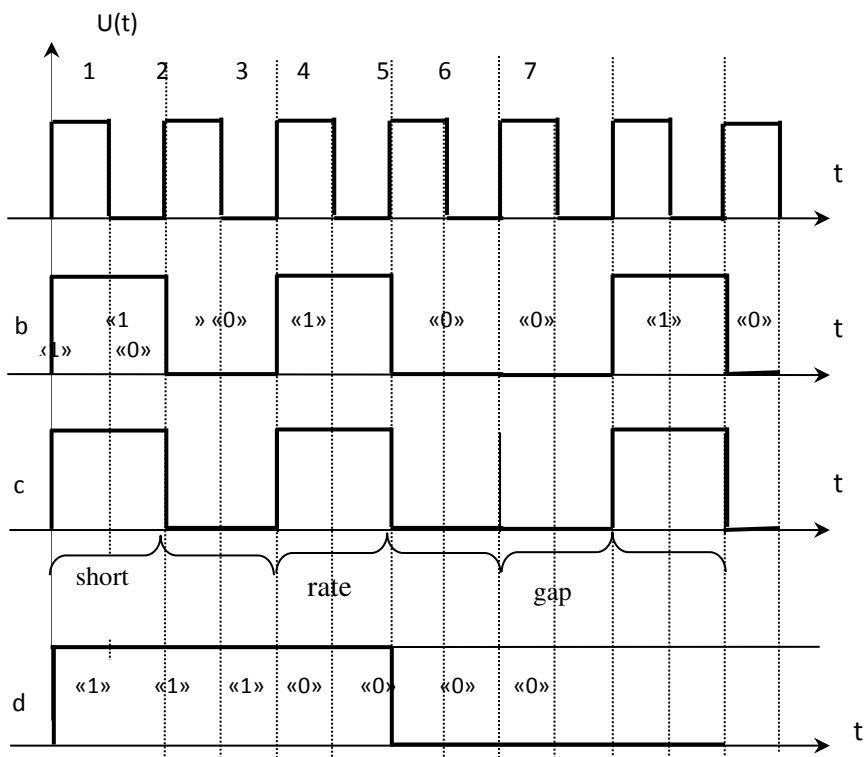 U(t)
1 2 3 4 5 6 7
t
b «1 » «0» «1» «0» «0» «1» «0» t
«1» «0»
c t
short rate gap
d «1» «1» «1» «0» «0» «0» «0» t